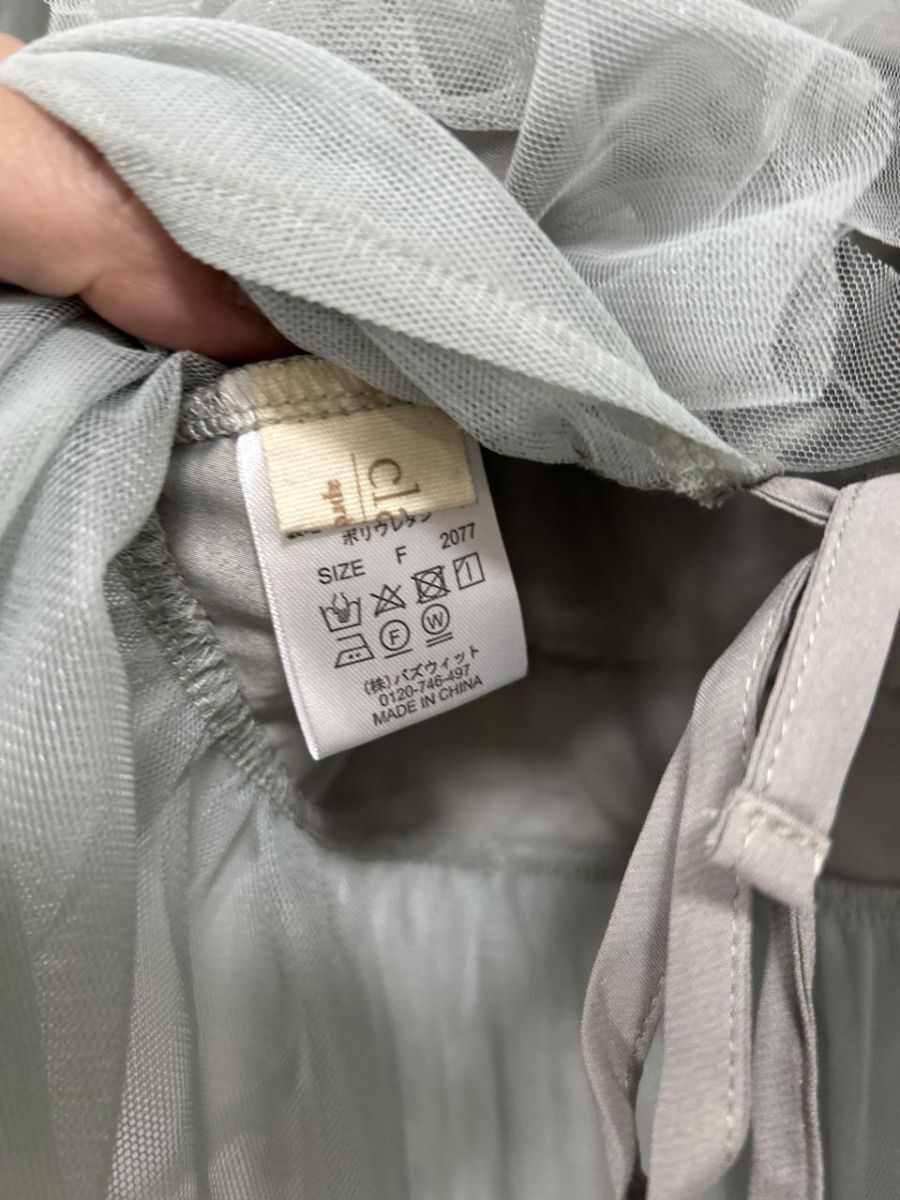 cl
ポリウレタン
SIZE F 2077
F W
(株)バズウィット
0120-746-497
MADE IN CHINA